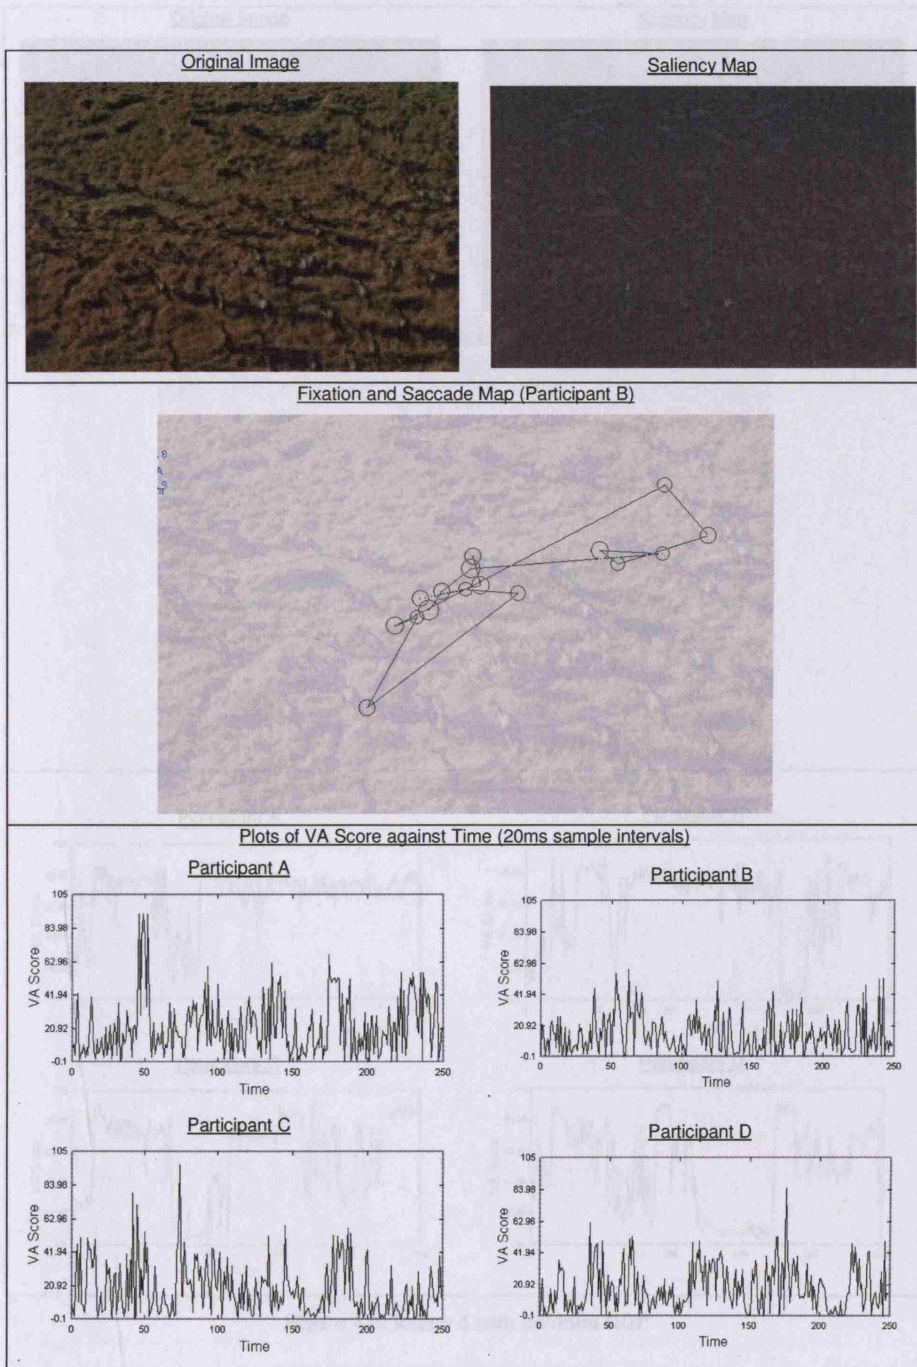 Original Image
Saliency Map
Fixation and Saccade Map (Participant B)
8
A
Plots of VA Score against Time (20ms sample intervals)
Participant A
Participant B
105
83.98
62.96
41.94
20.92
-0.1
VA Score
0
50
100
150
200
250
Time
105
83.98
62.96
41.94
20.92
-0.1
VA Score
0
50
100
150
200
250
Time
Participant C
Participant D
105
83.98
62.96
41.94
20.92
-0.1
VA Score
0
50
100
150
200
250
Time
105
83.98
62.96
41.94
20.92
-0.1
VA Score
0
50
100
150
200
250
Time